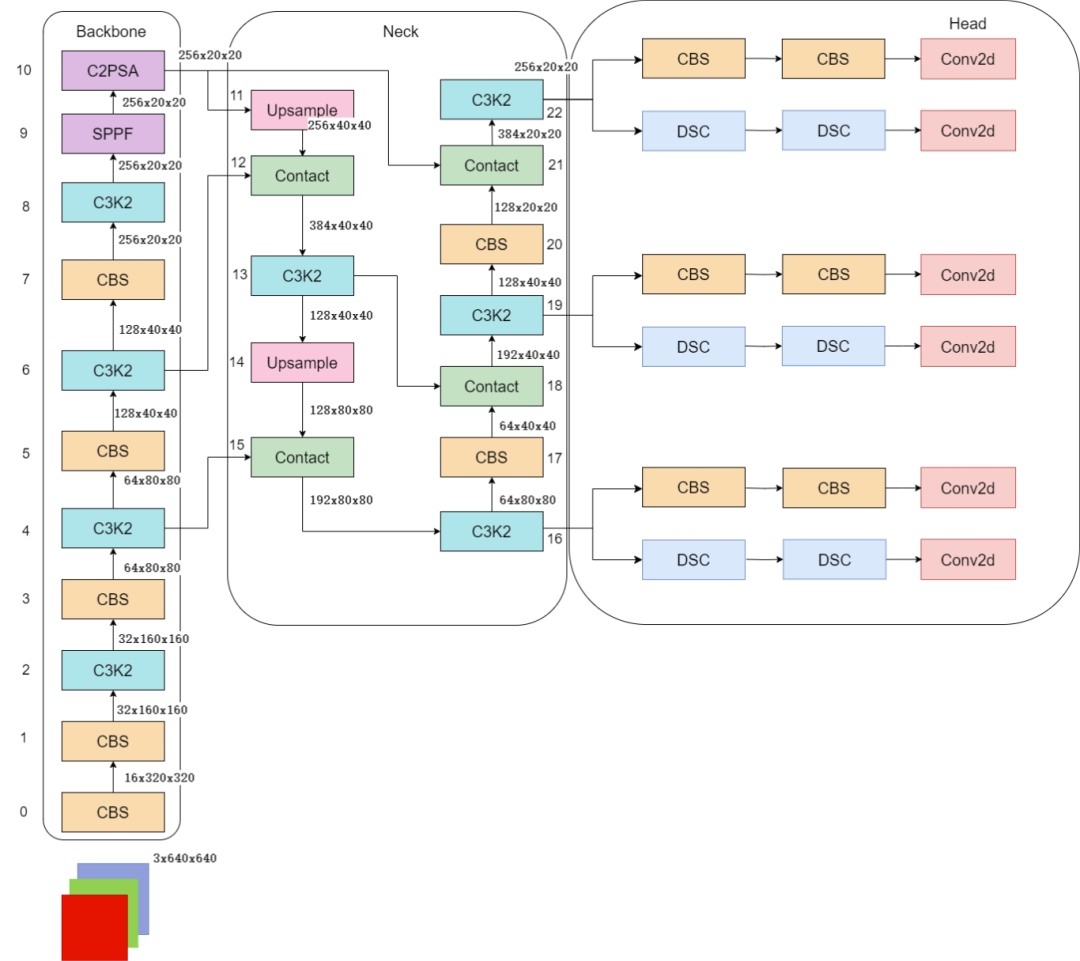 Backbone
10
C2PSA
256x20x20
256x20x20
9
SPPF
256x20x20
8
C3K2
256x20x20
7
CBS
128x40x40
6
C3K2
128x40x40
5
CBS
64x80x80
4
C3K2
64x80x80
3
CBS
32x160x160
2
C3K2
32x160x160
1
CBS
16x320x320
0
CBS
3x640x640
Neck
11
Upsample
256x40x40
12
Contact
384x40x40
13
C3K2
128x40x40
14
Upsample
128x80x80
15
Contact
192x80x80
256x20x20
C3K2
22
384x20x20
Contact
21
128x20x20
CBS
20
128x40x40
C3K2
19
192x40x40
Contact
18
64x40x40
CBS
17
64x80x80
C3K2
16
Head
CBS
CBS
Conv2d
DSC
DSC
Conv2d
CBS
CBS
Conv2d
DSC
DSC
Conv2d
CBS
CBS
Conv2d
DSC
DSC
Conv2d